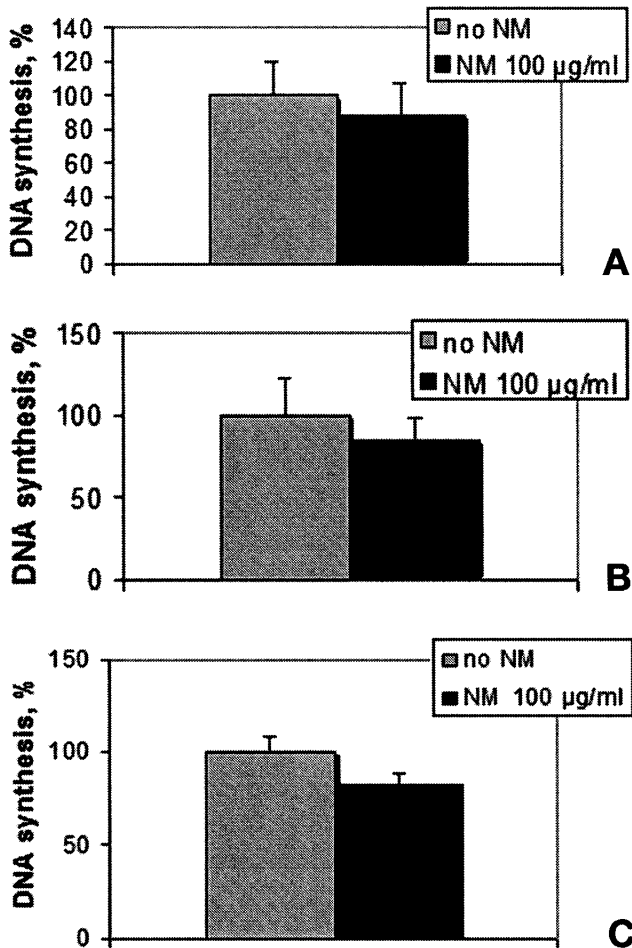 DNA synthesis, %
140
120
100
80
60
40
20
0
no NM
NM 100 µg/ml
A
DNA synthesis, %
150
100
50
0
no NM
NM 100 µg/ml
B
DNA synthesis, %
150
100
50
0
no NM
NM 100 µg/ml
C